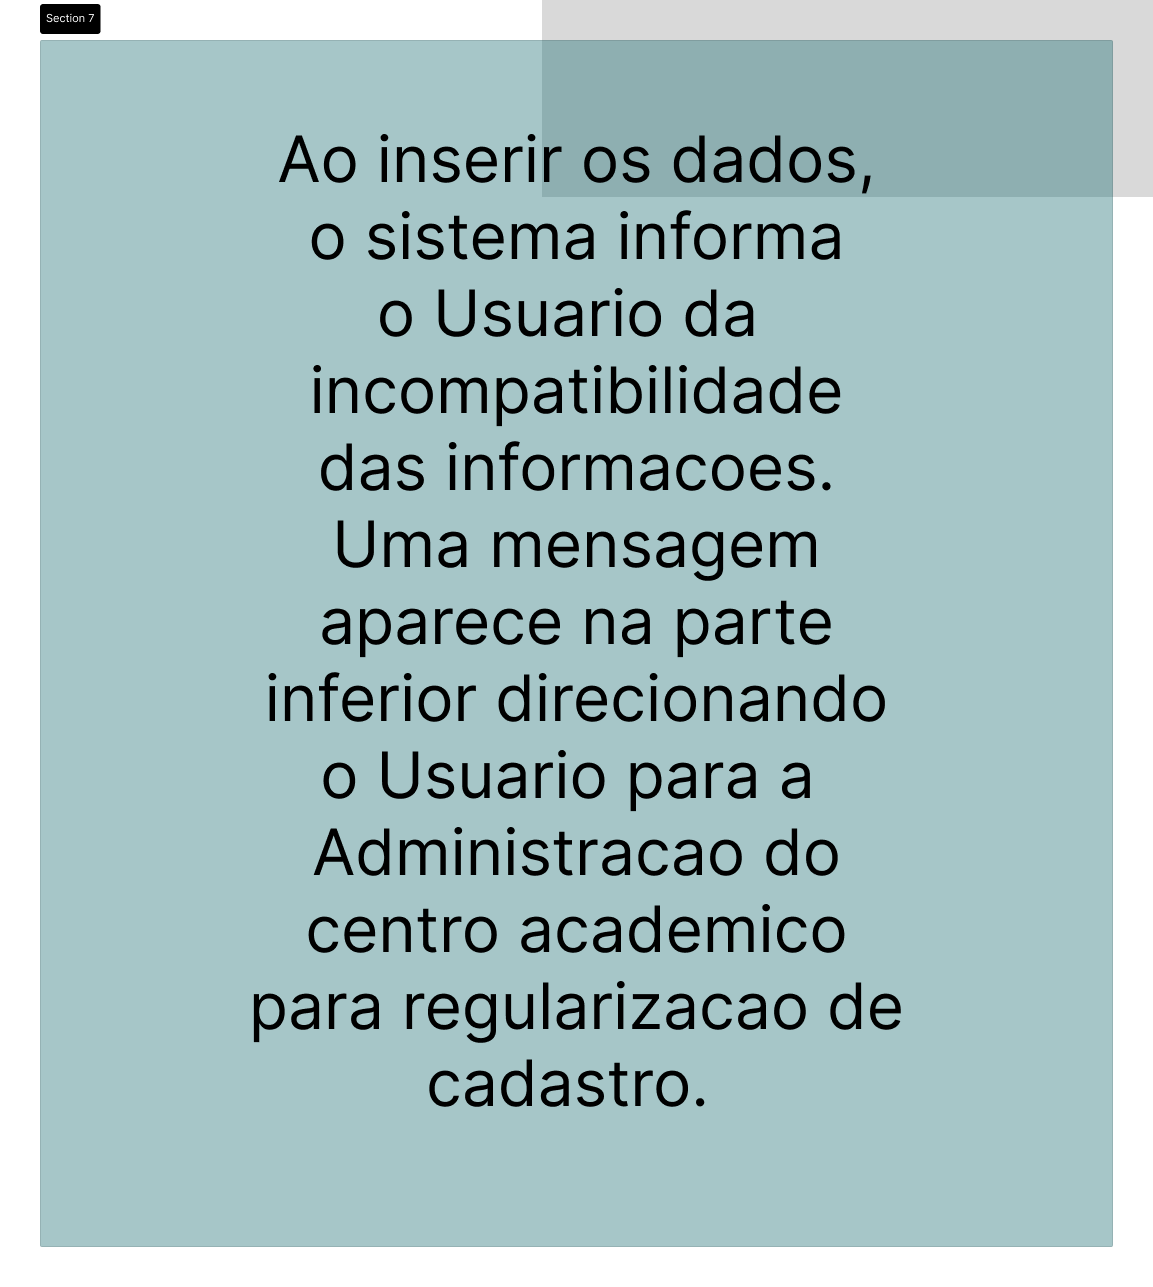 Section 7
Ao inserir os dados,
o sistema informa
o Usuario da
incompatibilidade
das informacoes.
Uma mensagem
aparece na parte
inferior direcionando
o Usuario para a
Administracao do
centro academico
para regularizacao de
cadastro.